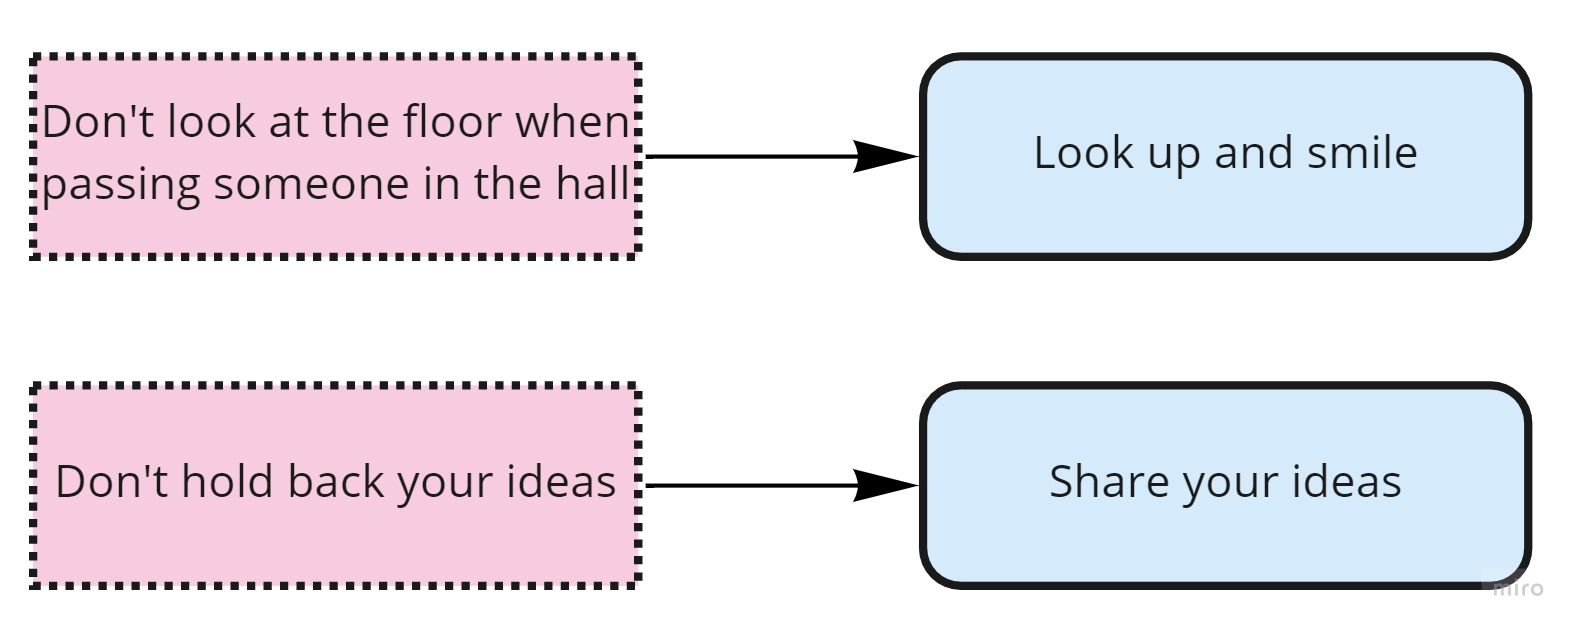 Don't look at the floor when
passing someone in the hall
Look up and smile
Don't hold back your ideas
Share your ideas
miro